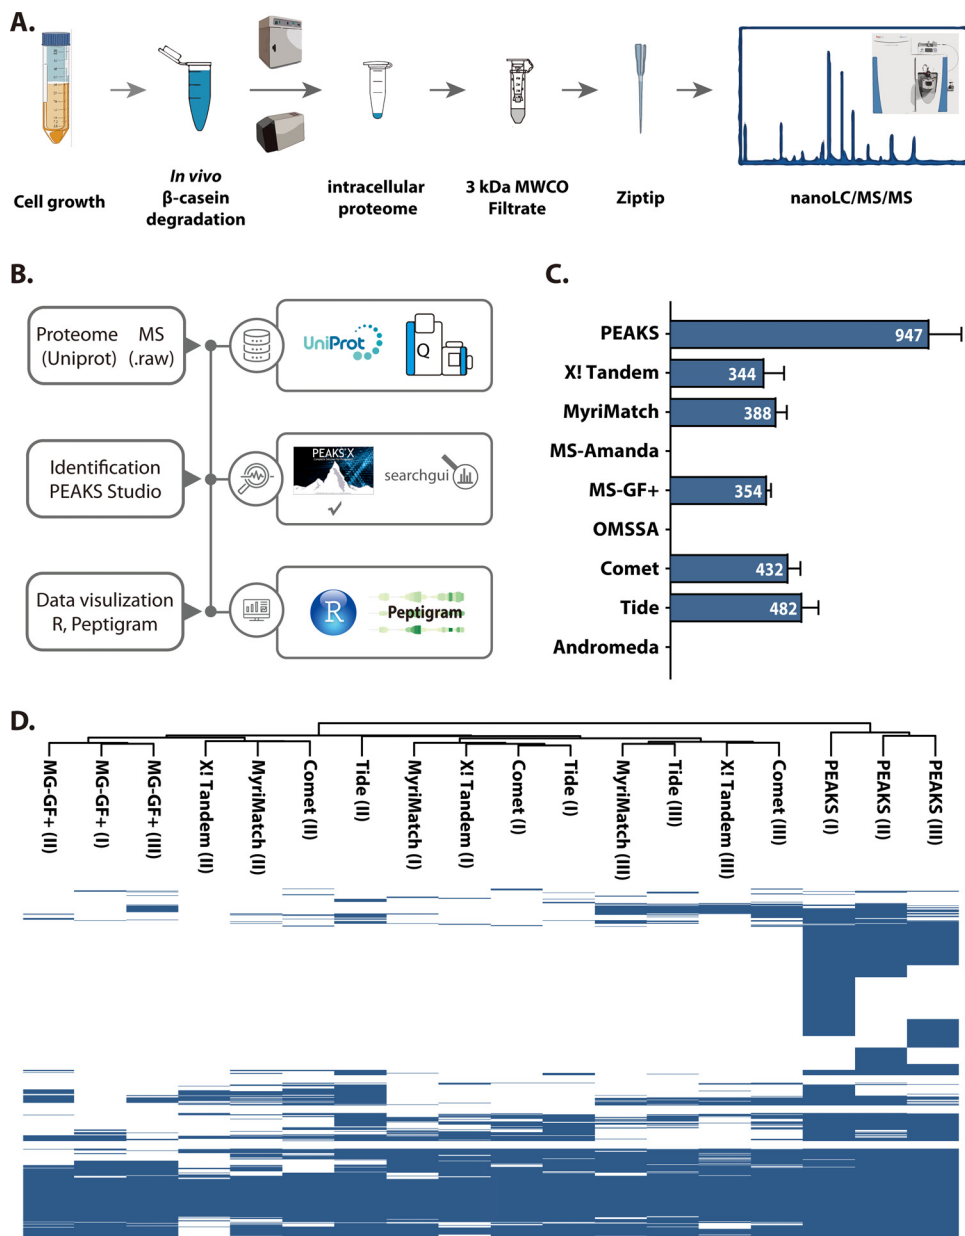 A.
Cell growth
In vivo
β-casein
degradation
intracellular
proteome
3 kDa MWCO
Filtrate
Ziptip
nanoLC/MS/MS
B.
Proteome MS
(Uniprot) (.raw)
UniProt
Q
Identification
PEAKS Studio
PEAKS X
searchgui
Data visulization
R, Peptigram
R
Peptigram
C.
PEAKS 947
X! Tandem 344
MyriMatch 388
MS-Amanda
MS-GF+ 354
OMSSA
Comet 432
Tide 482
Andromeda
D.
MG-GF+ (II)
MG-GF+ (I)
MG-GF+ (III)
X! Tandem (II)
MyriMatch (II)
Comet (II)
Tide (II)
MyriMatch (I)
X! Tandem (I)
Comet (I)
Tide (I)
MyriMatch (III)
Tide (III)
X! Tandem (III)
Comet (III)
PEAKS (I)
PEAKS (II)
PEAKS (III)